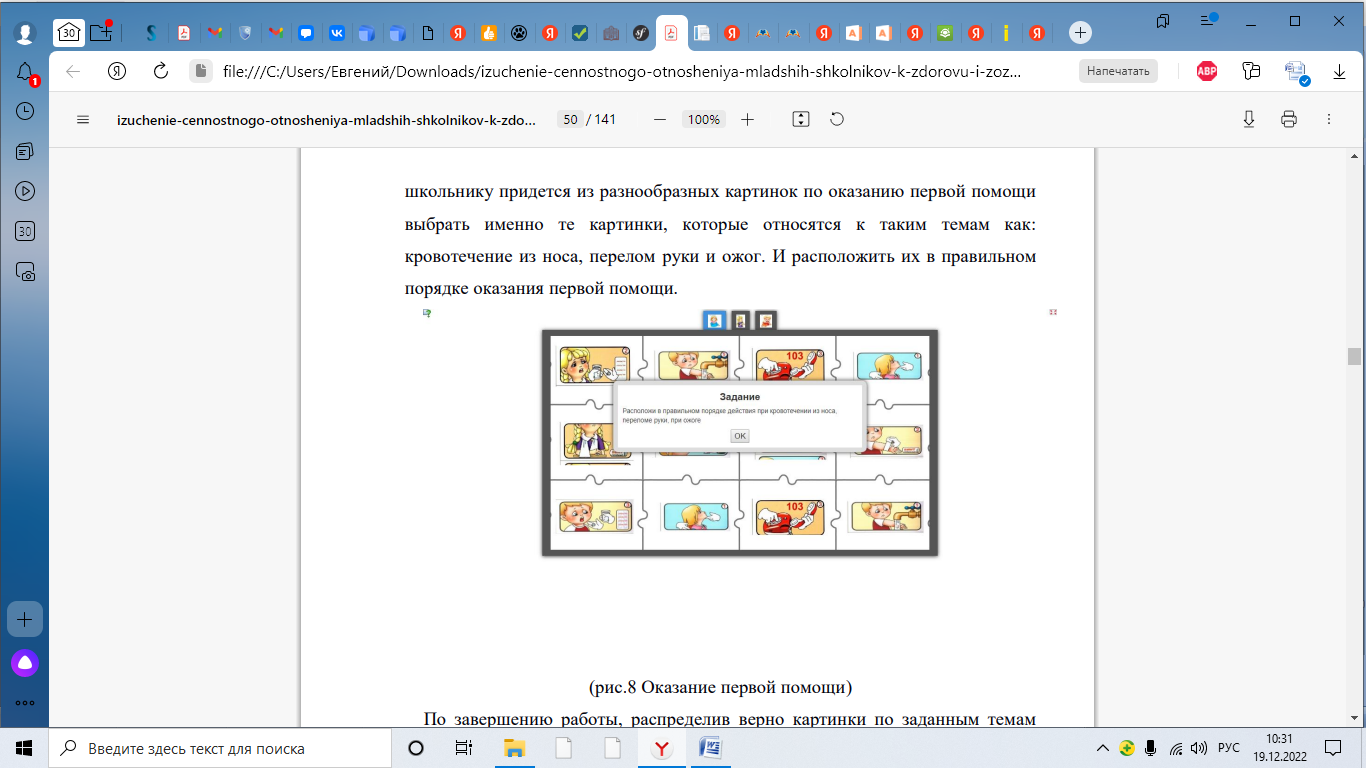 30
file:///C:/Users/Евгений/Downloads/izuchenie-cennostnogo-otnosheniya-mladshih-shkolnikov-k-zdorovu-i-zoz...
Напечатать
ABP
1
izuchenie-cennostnogo-otnosheniya-mladshih-shkolnikov-k-zdo...
50 / 141
100%
30
школьнику придется из разнообразных картинок по оказанию первой помощи
выбрать именно те картинки, которые относятся к таким темам как:
кровотечение из носа, перелом руки и ожог. И расположить их в правильном
порядке оказания первой помощи.
103
Задание
Расположи в правильном порядке действия при кровотечении из носа,
переломе руки, при ожоге
OK
103
(рис.8 Оказание первой помощи)
По завершению работы, распределив верно картинки по заданным темам
Введите здесь текст для поиска
РУС
10:31
19.12.2022